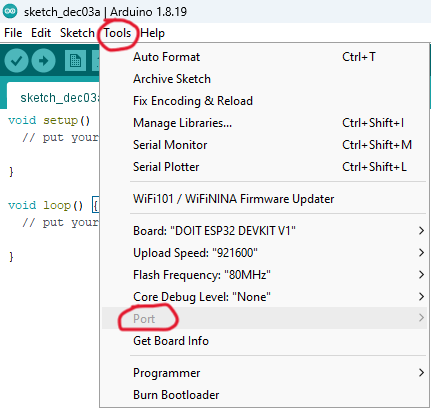 sketch_dec03a | Arduino 1.8.19
File Edit Sketch Tools Help
sketch_dec03a
void setup()
// put your
}
void loop() {
// put your
}
Auto Format Ctrl+T
Archive Sketch
Fix Encoding & Reload
Manage Libraries... Ctrl+Shift+I
Serial Monitor Ctrl+Shift+M
Serial Plotter Ctrl+Shift+L
WiFi101 / WiFiNINA Firmware Updater
Board: "DOIT ESP32 DEVKIT V1"
Upload Speed: "921600"
Flash Frequency: "80MHz"
Core Debug Level: "None"
Port
Get Board Info
Programmer
Burn Bootloader